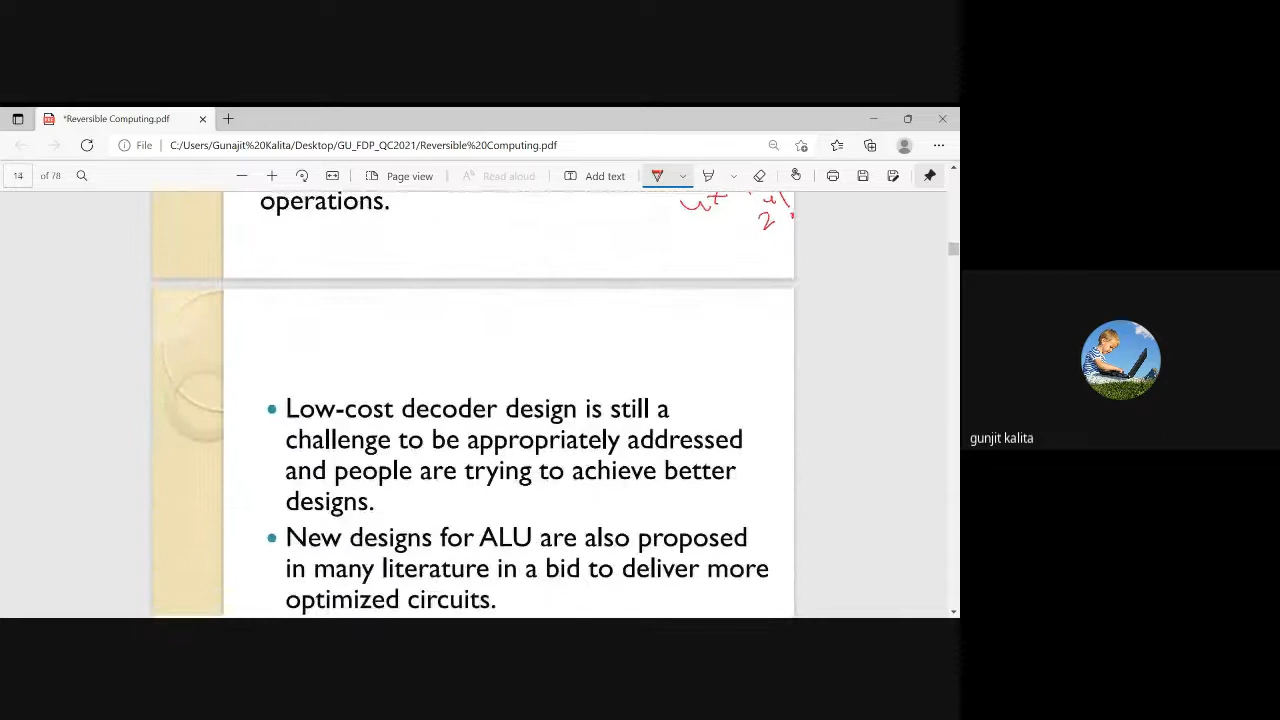 *Reversible Computing.pdf
File C:/Users/Gunajit%20Kalita/Desktop/GU_FDP_QC2021/Reversible%20Computing.pdf
14 of 78 Page view Read aloud Add text
operations.
2
Low-cost decoder design is still a
challenge to be appropriately addressed
and people are trying to achieve better
designs.
New designs for ALU are also proposed
in many literature in a bid to deliver more
optimized circuits.
gunjit kalita